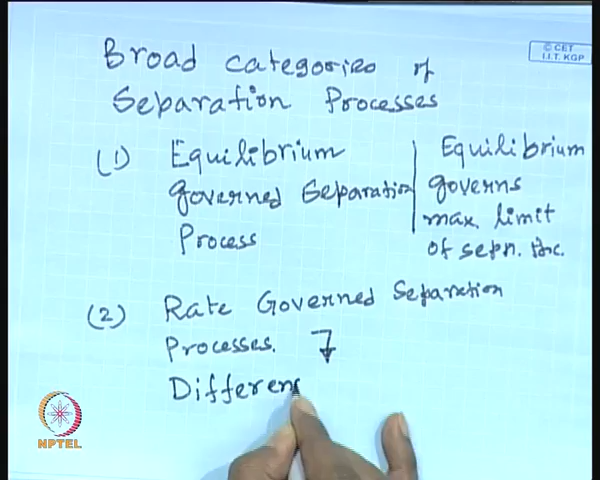 Broad categories of
Separation Processes
(1) Equilibrium
governed Separation
Process
Equilibrium
governs
max. limit
of sepn. Proc.
(2) Rate Governed Separation
Processes.
Differen
© CET
I.I.T. KGP
NPTEL